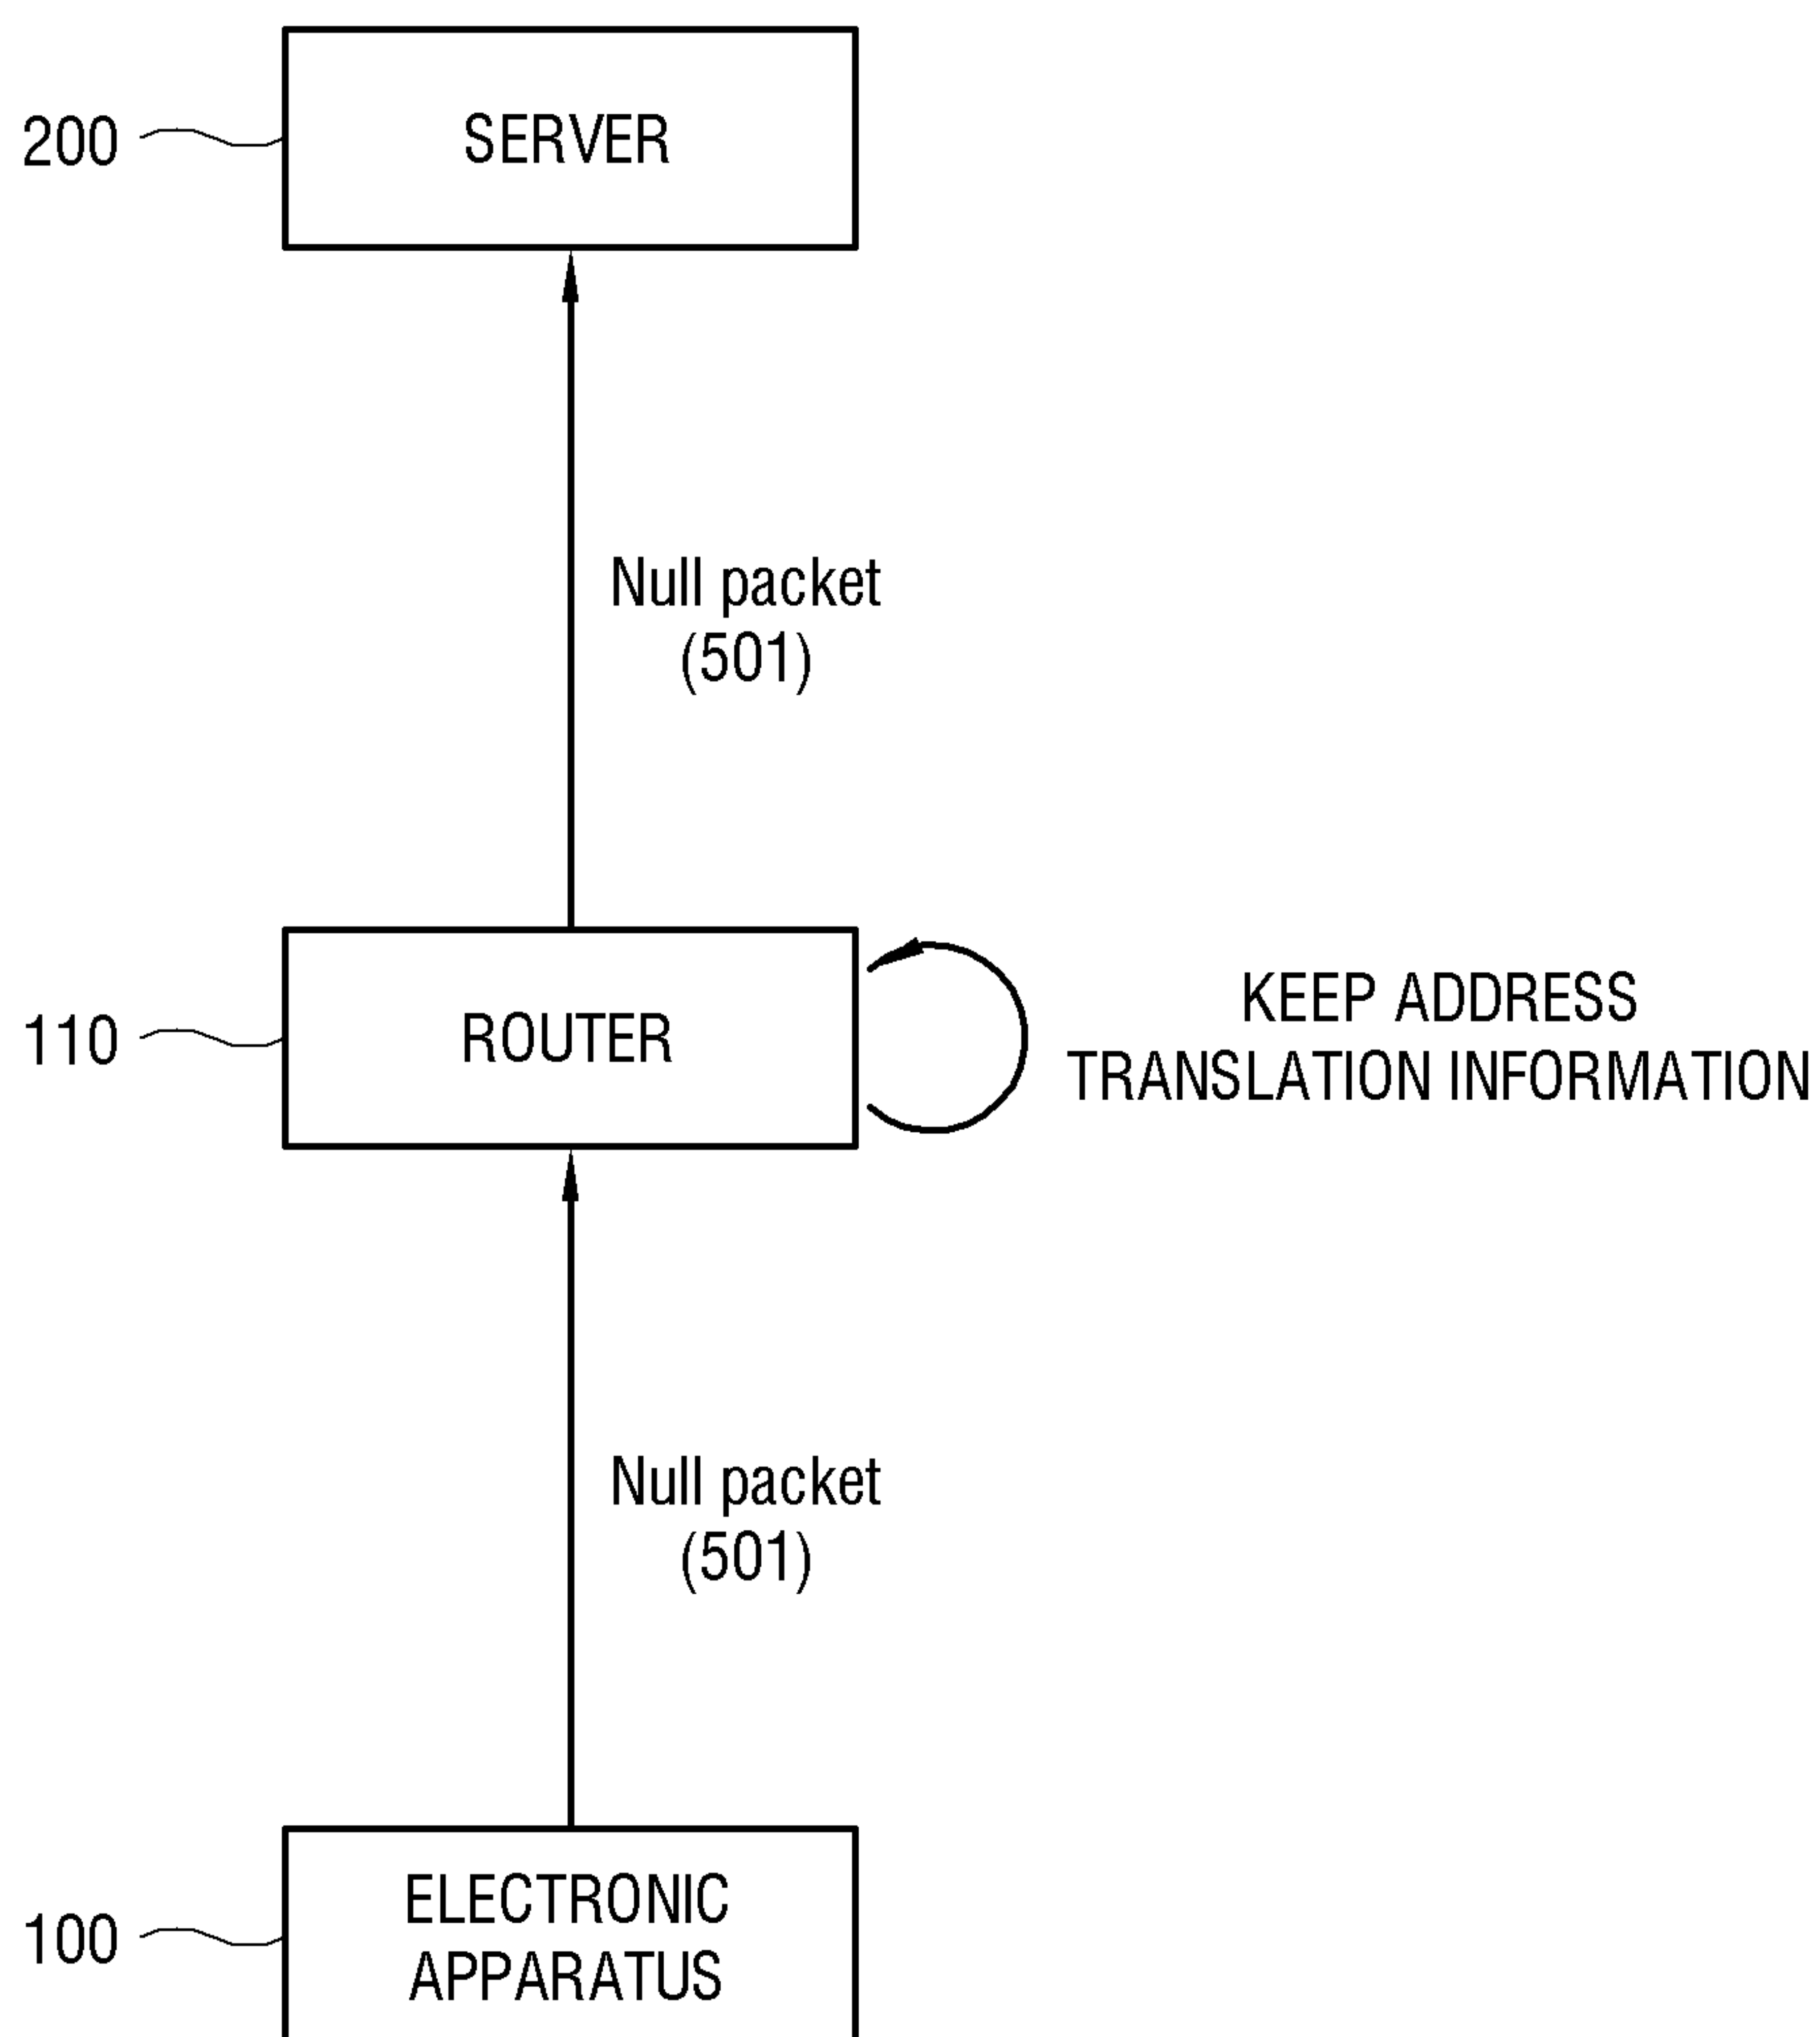 200
SERVER
Null packet
(501)
110
ROUTER
KEEP ADDRESS
TRANSLATION INFORMATION
Null packet
(501)
100
ELECTRONIC
APPARATUS